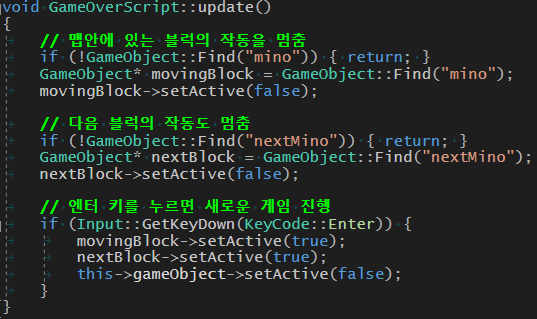 void GameOverScript::update()
{
// 맵안에 있는 블럭의 작동을 멈춤
if (!GameObject::Find("mino")) { return; }
GameObject* movingBlock = GameObject::Find("mino");
movingBlock->setActive(false);
// 다음 블럭의 작동도 멈춤
if (!GameObject::Find("nextMino")) { return; }
GameObject* nextBlock = GameObject::Find("nextMino");
nextBlock->setActive(false);
// 엔터 키를 누르면 새로운 게임 진행
if (Input::GetKeyDown(KeyCode::Enter)) {
movingBlock->setActive(true);
nextBlock->setActive(true);
this->gameObject->setActive(false);
}
}